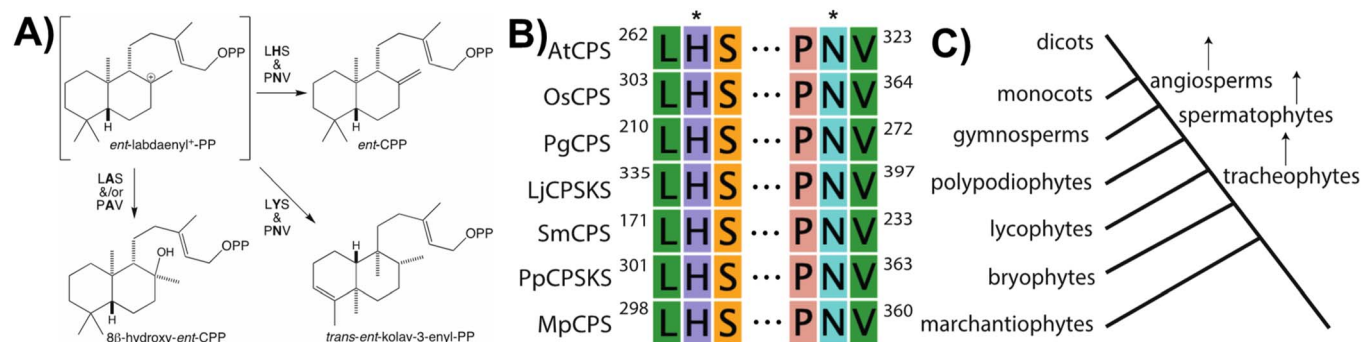 A)
OPP
+
H
ent-labdaenyl⁺-PP
LHS
&
PNV
OPP
H
ent-CPP
LAS
&/or
PAV
LYS
&
PNV
OPP
OH
H
8β-hydroxy-ent-CPP
OPP
H
trans-ent-kolav-3-enyl-PP
B)
* *
AtCPS 262 L H S ... P N V 323
OsCPS 303 L H S ... P N V 364
PgCPS 210 L H S ... P N V 272
LjCPSKS 335 L H S ... P N V 397
SmCPS 171 L H S ... P N V 233
PpCPSKS 301 L H S ... P N V 363
MpCPS 298 L H S ... P N V 360
C)
dicots
angiosperms
monocots
spermatophytes
gymnosperms
tracheophytes
polypodiophytes
lycophytes
bryophytes
marchantiophytes